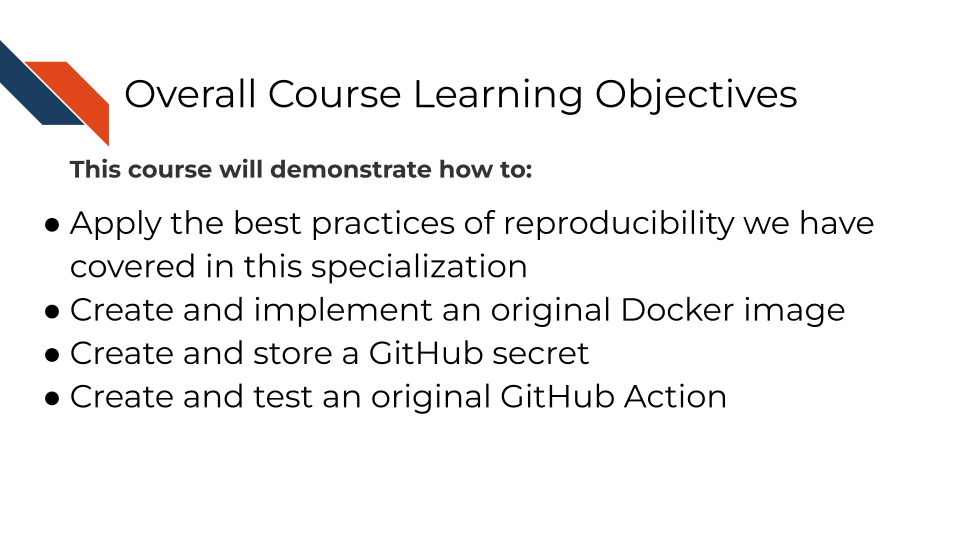 Overall Course Learning Objectives
This course will demonstrate how to:
● Apply the best practices of reproducibility we have
covered in this specialization
● Create and implement an original Docker image
● Create and store a GitHub secret
● Create and test an original GitHub Action